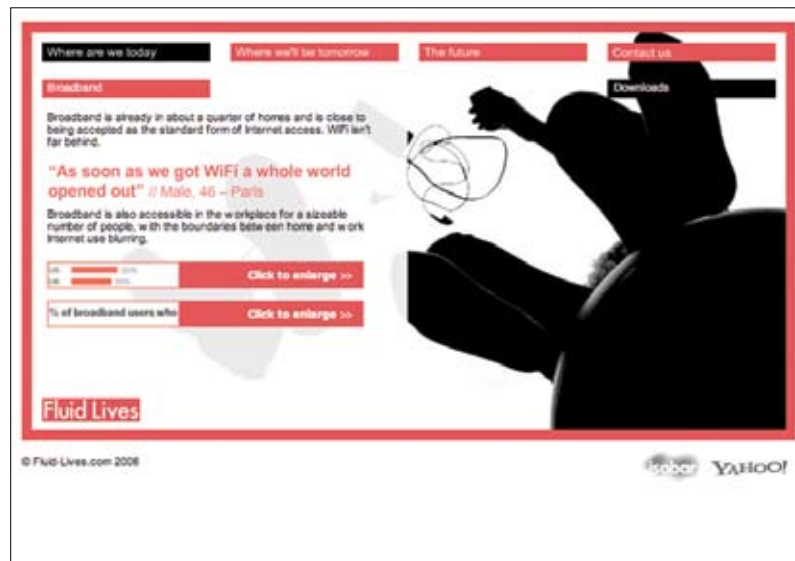 Where are we today
Where we'll be tomorrow
The future
Contact us
Broadband
Downloads
Broadband is already in about a quarter of homes and is close to
being accepted as the standard form of Internet access. WiFi isn't
far behind.
"As soon as we got WiFi a whole world
opened out" // Male, 46 – Paris
Broadband is also accessible in the workplace for a sizeable
number of people, with the boundaries between home and work
Internet use blurring.
Click to enlarge >>
% of broadband users who
Click to enlarge >>
Fluid Lives
© Fluid-Lives.com 2006
isobar
YAHOO!